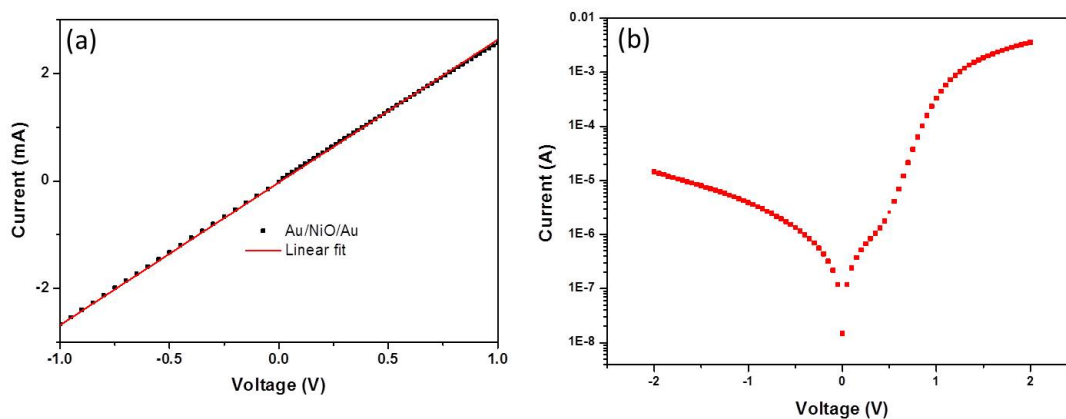 (a)
2
0
-2
Current (mA)
Au/NiO/Au
Linear fit
-1.0 -0.5 0.0 0.5 1.0
Voltage (V)
(b)
0.01
1E-3
1E-4
1E-5
1E-6
1E-7
1E-8
Current (A)
-2 -1 0 1 2
Voltage (V)